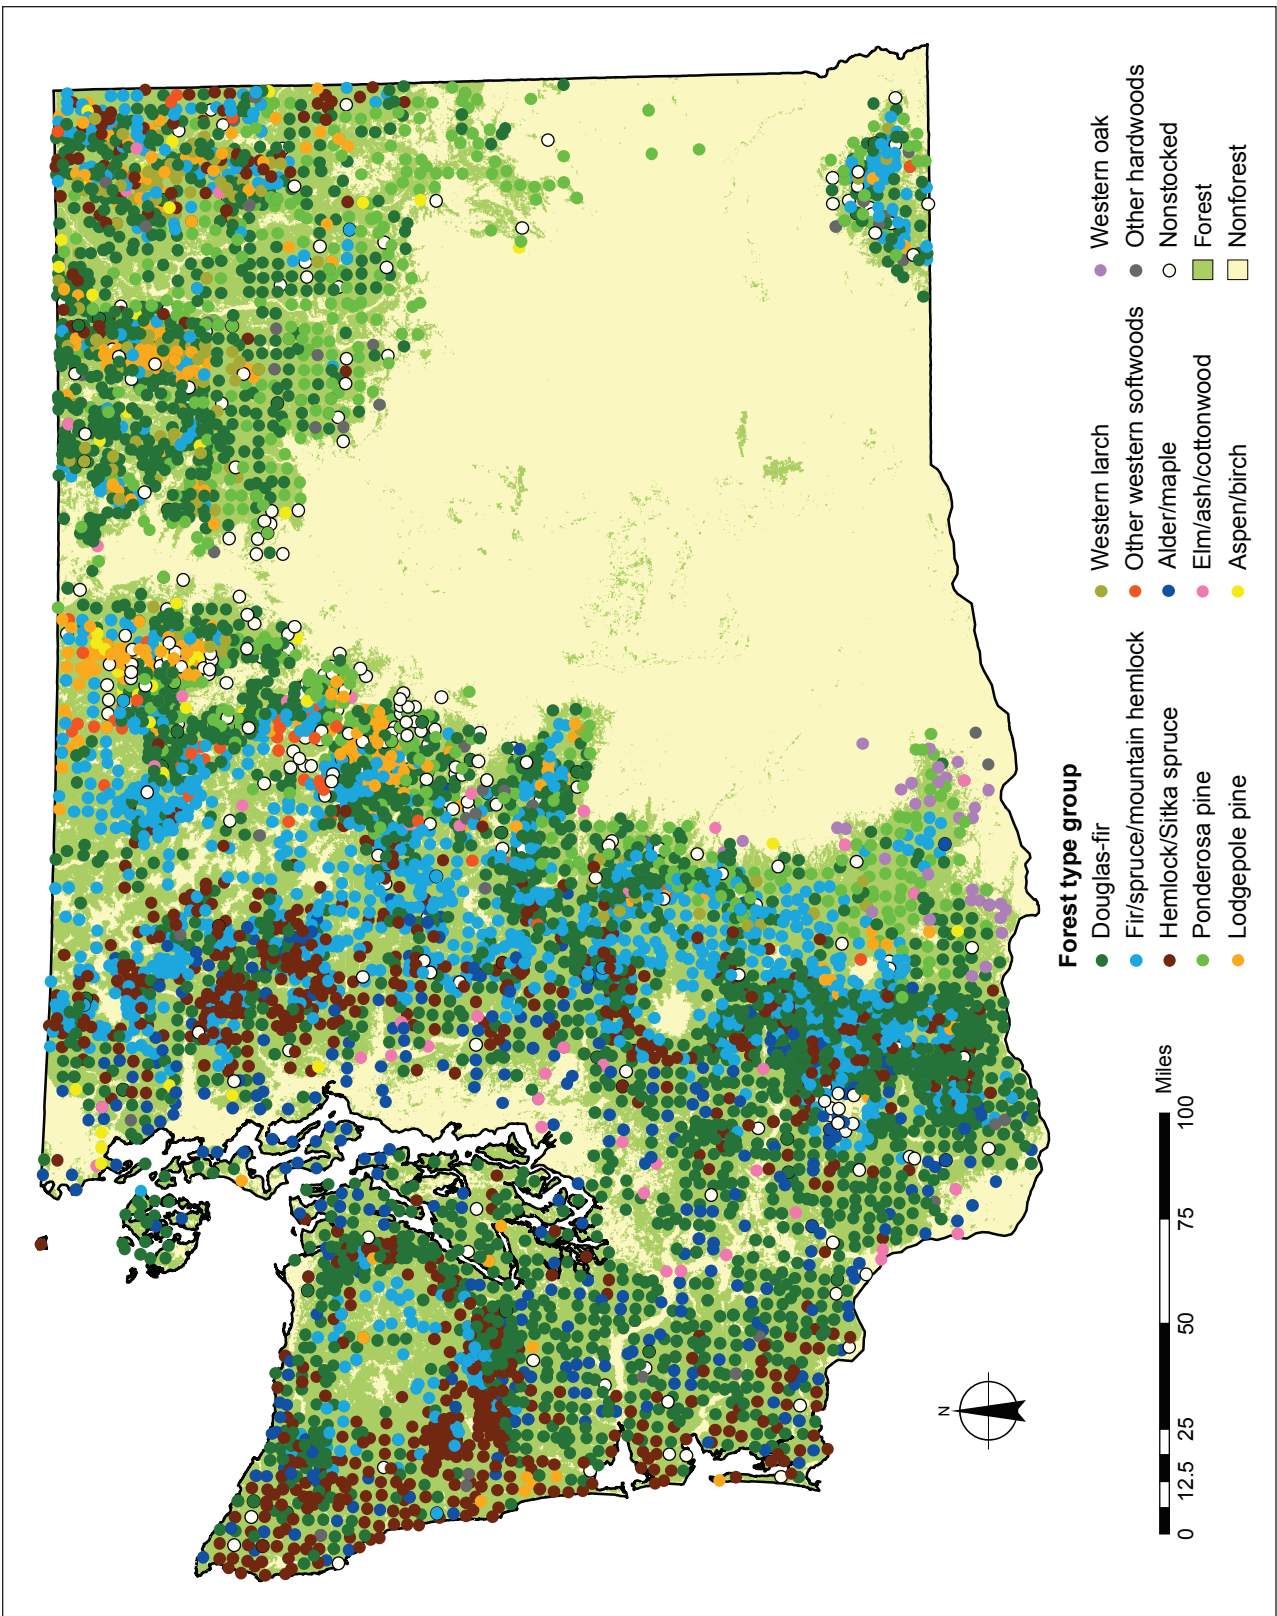 Forest type group
Douglas-fir
Fir/spruce/mountain hemlock
Hemlock/Sitka spruce
Ponderosa pine
Lodgepole pine
Western larch
Other western softwoods
Alder/maple
Elm/ash/cottonwood
Aspen/birch
Western oak
Other hardwoods
Nonstocked
Forest
Nonforest
N
0 12.5 25 50 75 100
Miles